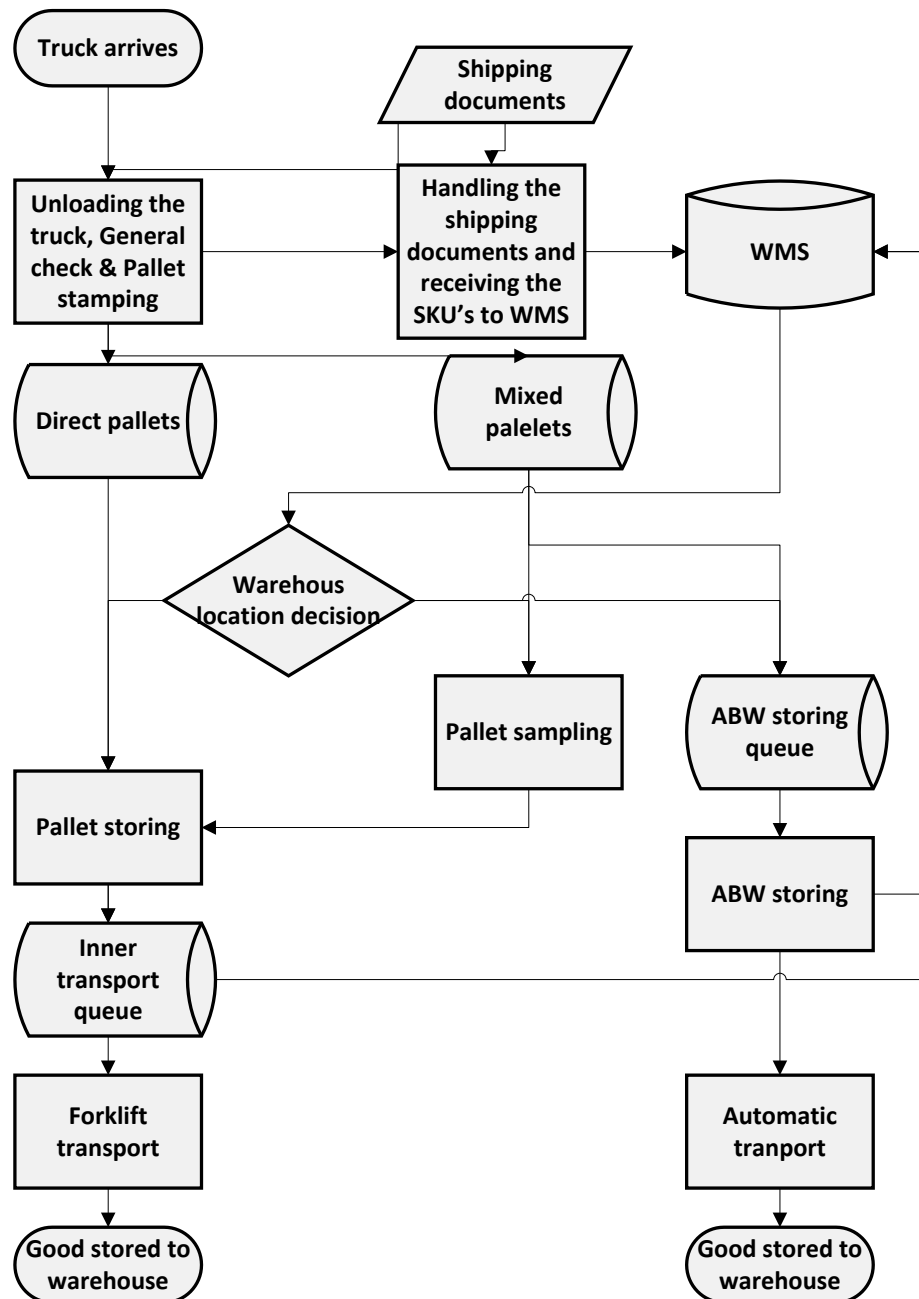 Truck arrives
Shipping
documents
Unloading the
truck, General
check & Pallet
stamping
Handling the
shipping
documents and
receiving the
SKU's to WMS
WMS
Direct pallets
Mixed
palelets
Warehous
location decision
Pallet sampling
ABW storing
queue
Pallet storing
ABW storing
Inner
transport
queue
Forklift
transport
Automatic
tranport
Good stored to
warehouse
Good stored to
warehouse